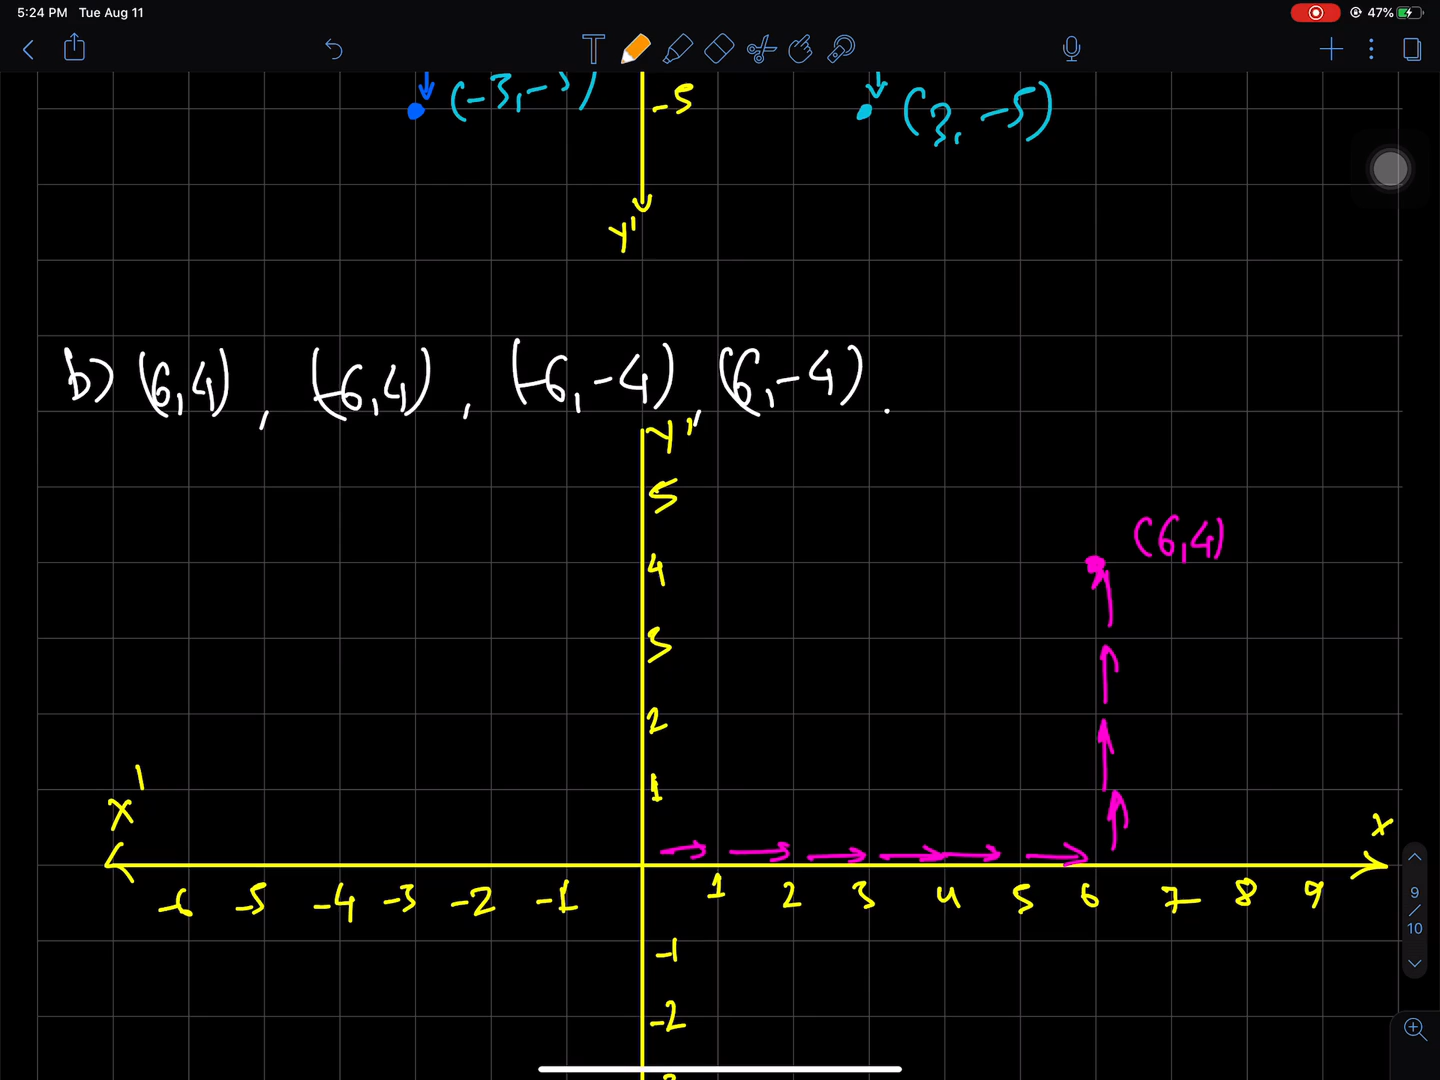 5:24 PM Tue Aug 11
47%
T
(-3,-5) -5 (3, -5)
Y'
b) (6,4), (-6,4), (-6,-4), (6,-4).
Y'
5
(6,4)
4
3
2
1
X'
X
-6 -5 -4 -3 -2 -1 1 2 3 4 5 6 7 8 9
9
/
10
-1
-2